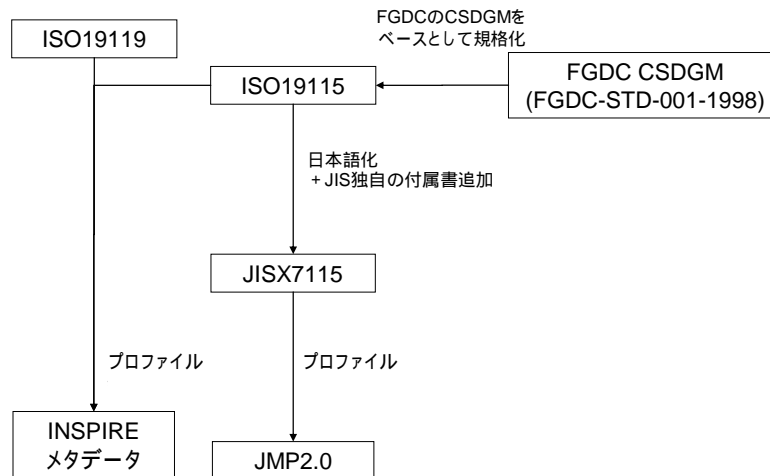 FGDCのCSDGMを
ベースとして規格化
ISO19119
FGDC CSDGM
(FGDC-STD-001-1998)
ISO19115
日本語化
+JIS独自の付属書追加
JISX7115
プロファイル
プロファイル
INSPIRE
メタデータ
JMP2.0